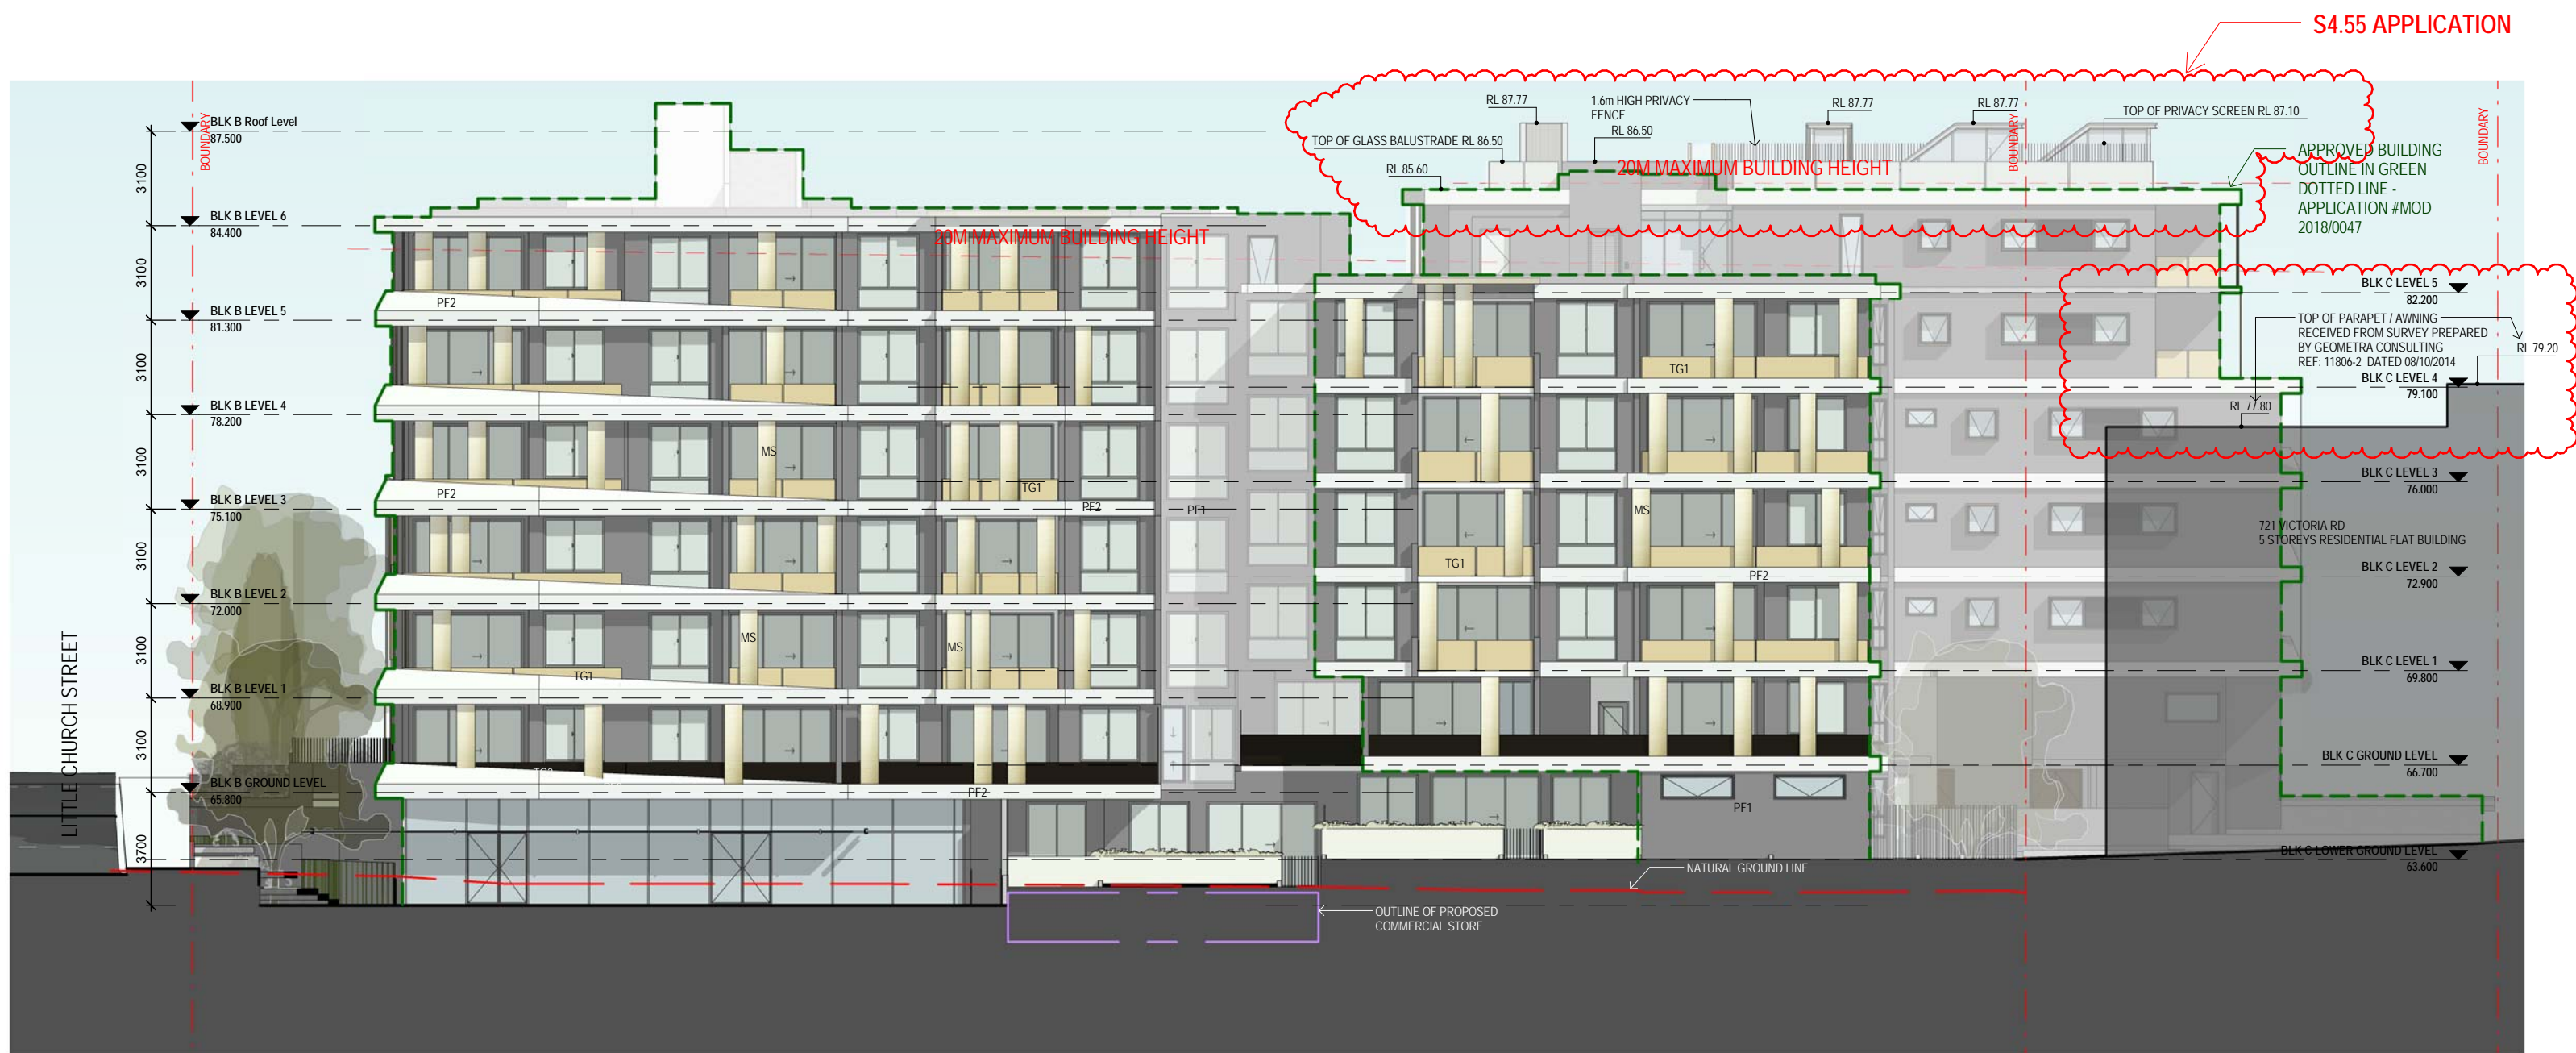 S4.55 APPLICATION
RL 87.77
1.6m HIGH PRIVACY
FENCE
RL 87.77
RL 87.77
TOP OF PRIVACY SCREEN RL 87.10
TOP OF GLASS BALUSTRADE RL 86.50
RL 86.50
RL 85.60
20M MAXIMUM BUILDING HEIGHT
20M MAXIMUM BUILDING HEIGHT
BOUNDARY
BOUNDARY
BOUNDARY
APPROVED BUILDING
OUTLINE IN GREEN
DOTTED LINE -
APPLICATION #MOD
2018/0047
BLK B Roof Level
87.500
BLK B LEVEL 6
84.400
BLK B LEVEL 5
81.300
BLK B LEVEL 4
78.200
BLK B LEVEL 3
75.100
BLK B LEVEL 2
72.000
BLK B LEVEL 1
68.900
BLK B GROUND LEVEL
65.800
3100
3100
3100
3100
3100
3100
3100
3700
LITTLE CHURCH STREET
PF2
PF2
MS
TG1
PF2
PF1
MS
MS
TG1
PF2
TG1
MS
TG1
PF2
PF1
BLK C LEVEL 5
82.200
TOP OF PARAPET / AWNING
RECEIVED FROM SURVEY PREPARED
BY GEOMETRA CONSULTING
REF: 11806-2 DATED 08/10/2014
RL 79.20
BLK C LEVEL 4
79.100
RL 77.80
BLK C LEVEL 3
76.000
721 VICTORIA RD
5 STOREYS RESIDENTIAL FLAT BUILDING
BLK C LEVEL 2
72.900
BLK C LEVEL 1
69.800
BLK C GROUND LEVEL
66.700
BLK C LOWER GROUND LEVEL
63.600
NATURAL GROUND LINE
OUTLINE OF PROPOSED
COMMERCIAL STORE